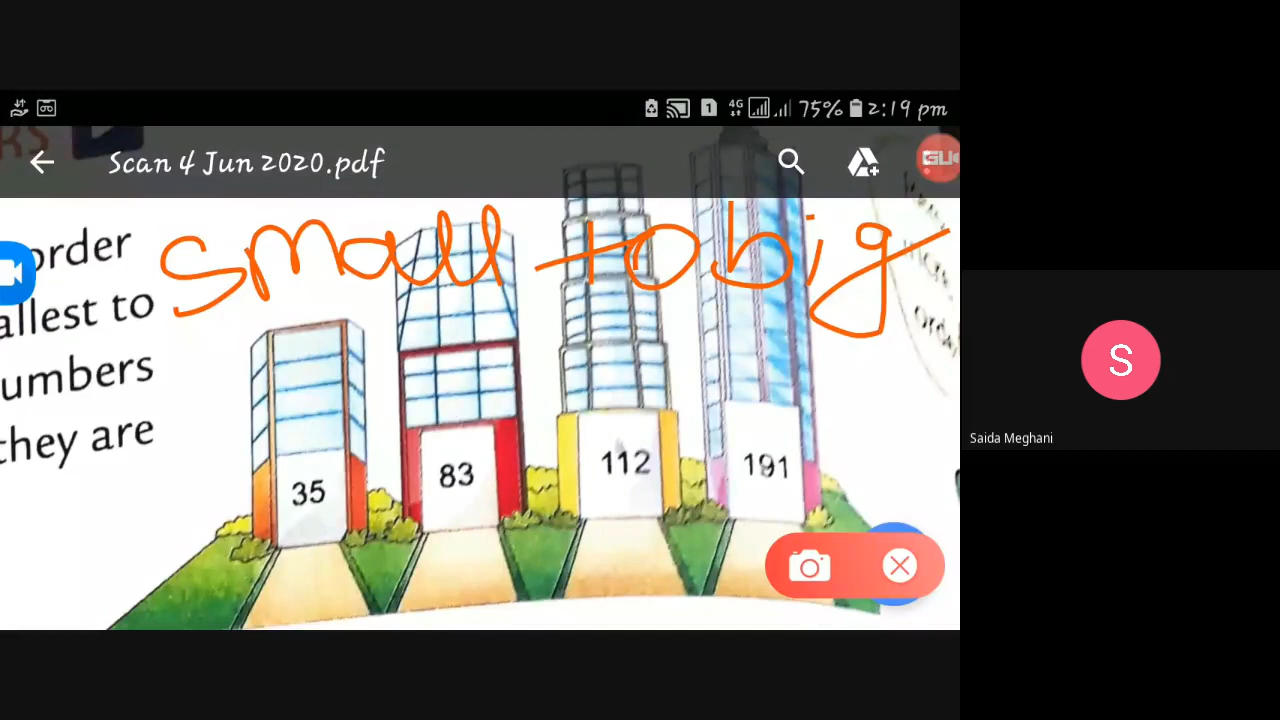 75% 2:19 pm
RS
Scan 4 Jun 2020.pdf
small to big
order
allest to
umbers
they are
35
83
112
191
S
Saida Meghani